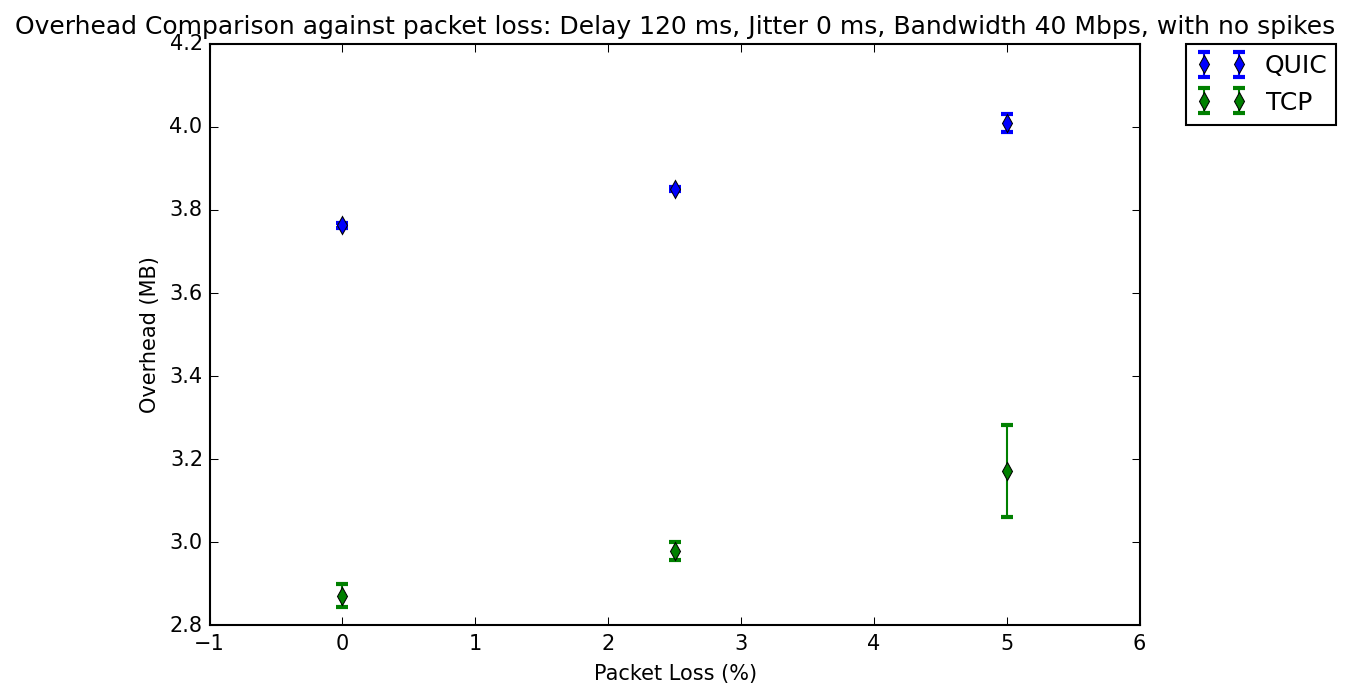 Overhead Comparison against packet loss: Delay 120 ms, Jitter 0 ms, Bandwidth 40 Mbps, with no spikes
QUIC
TCP
4.2
4.0
3.8
3.6
3.4
3.2
3.0
2.8
Overhead (MB)
−1 0 1 2 3 4 5 6
Packet Loss (%)